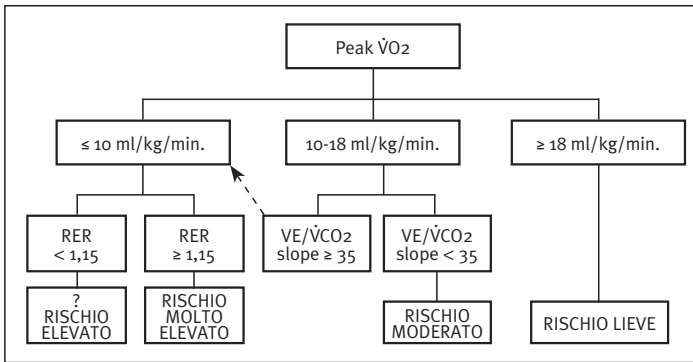 Peak V̇O2
≤ 10 ml/kg/min.
10-18 ml/kg/min.
≥ 18 ml/kg/min.
RER
< 1,15
RER
≥ 1,15
VE/V̇CO2
slope ≥ 35
VE/V̇CO2
slope < 35
?
RISCHIO
ELEVATO
RISCHIO
MOLTO
ELEVATO
RISCHIO
MODERATO
RISCHIO LIEVE